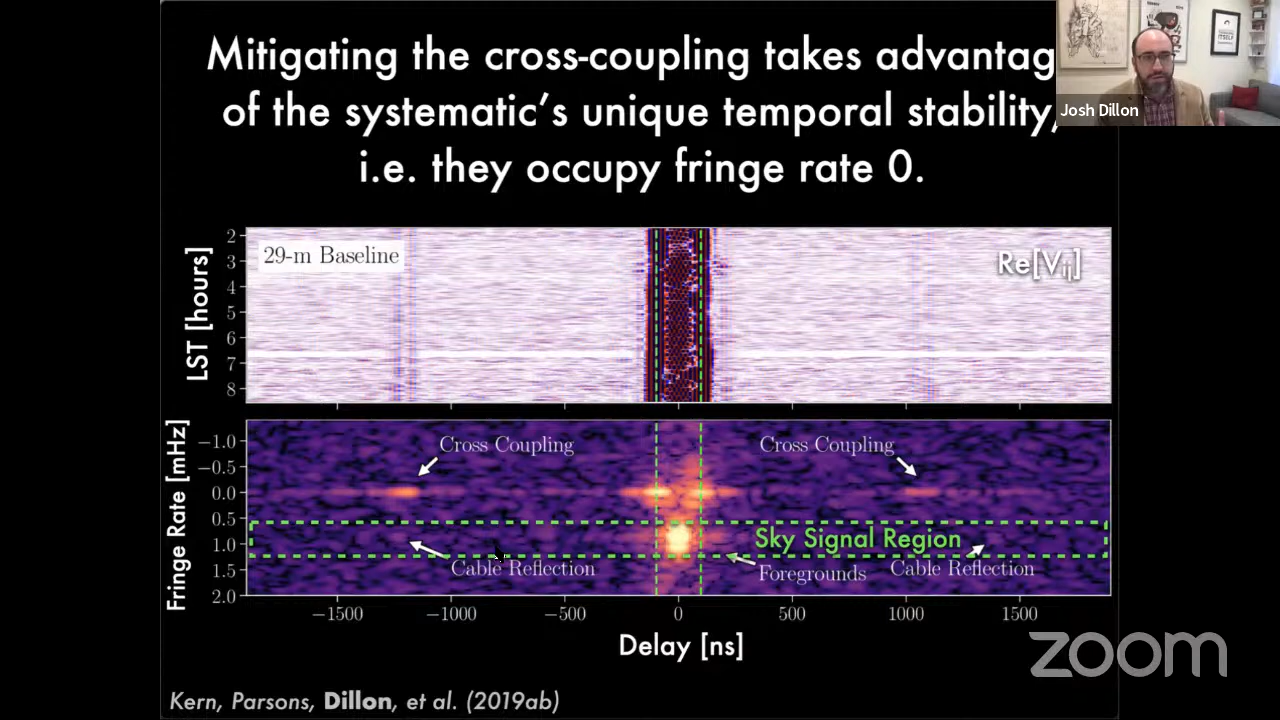 Mitigating the cross-coupling takes advantag
of the systematic's unique temporal stability,
i.e. they occupy fringe rate 0.
Josh Dillon
LST [hours]
2
3
4
5
6
7
8
29-m Baseline
Re[Vij]
Fringe Rate [mHz]
−1.0
−0.5
0.0
0.5
1.0
1.5
2.0
Cross Coupling
Cross Coupling
Sky Signal Region
Cable Reflection
Foregrounds
Cable Reflection
−1500
−1000
−500
0
500
1000
1500
Delay [ns]
zoom
Kern, Parsons, Dillon, et al. (2019ab)